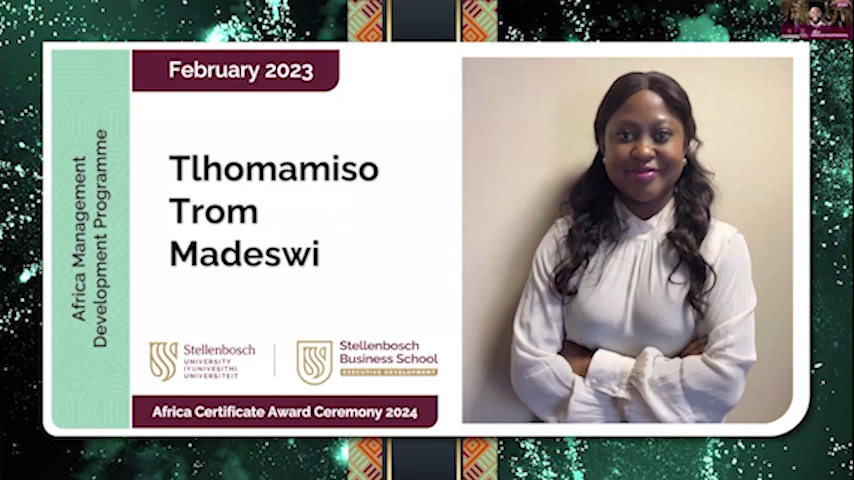 February 2023
Africa Management
Development Programme
Tlhomamiso
Trom
Madeswi
Stellenbosch
UNIVERSITY
IYUNIVESITHI
UNIVERSITEIT
Stellenbosch
Business School
EXECUTIVE DEVELOPMENT
Africa Certificate Award Ceremony 2024